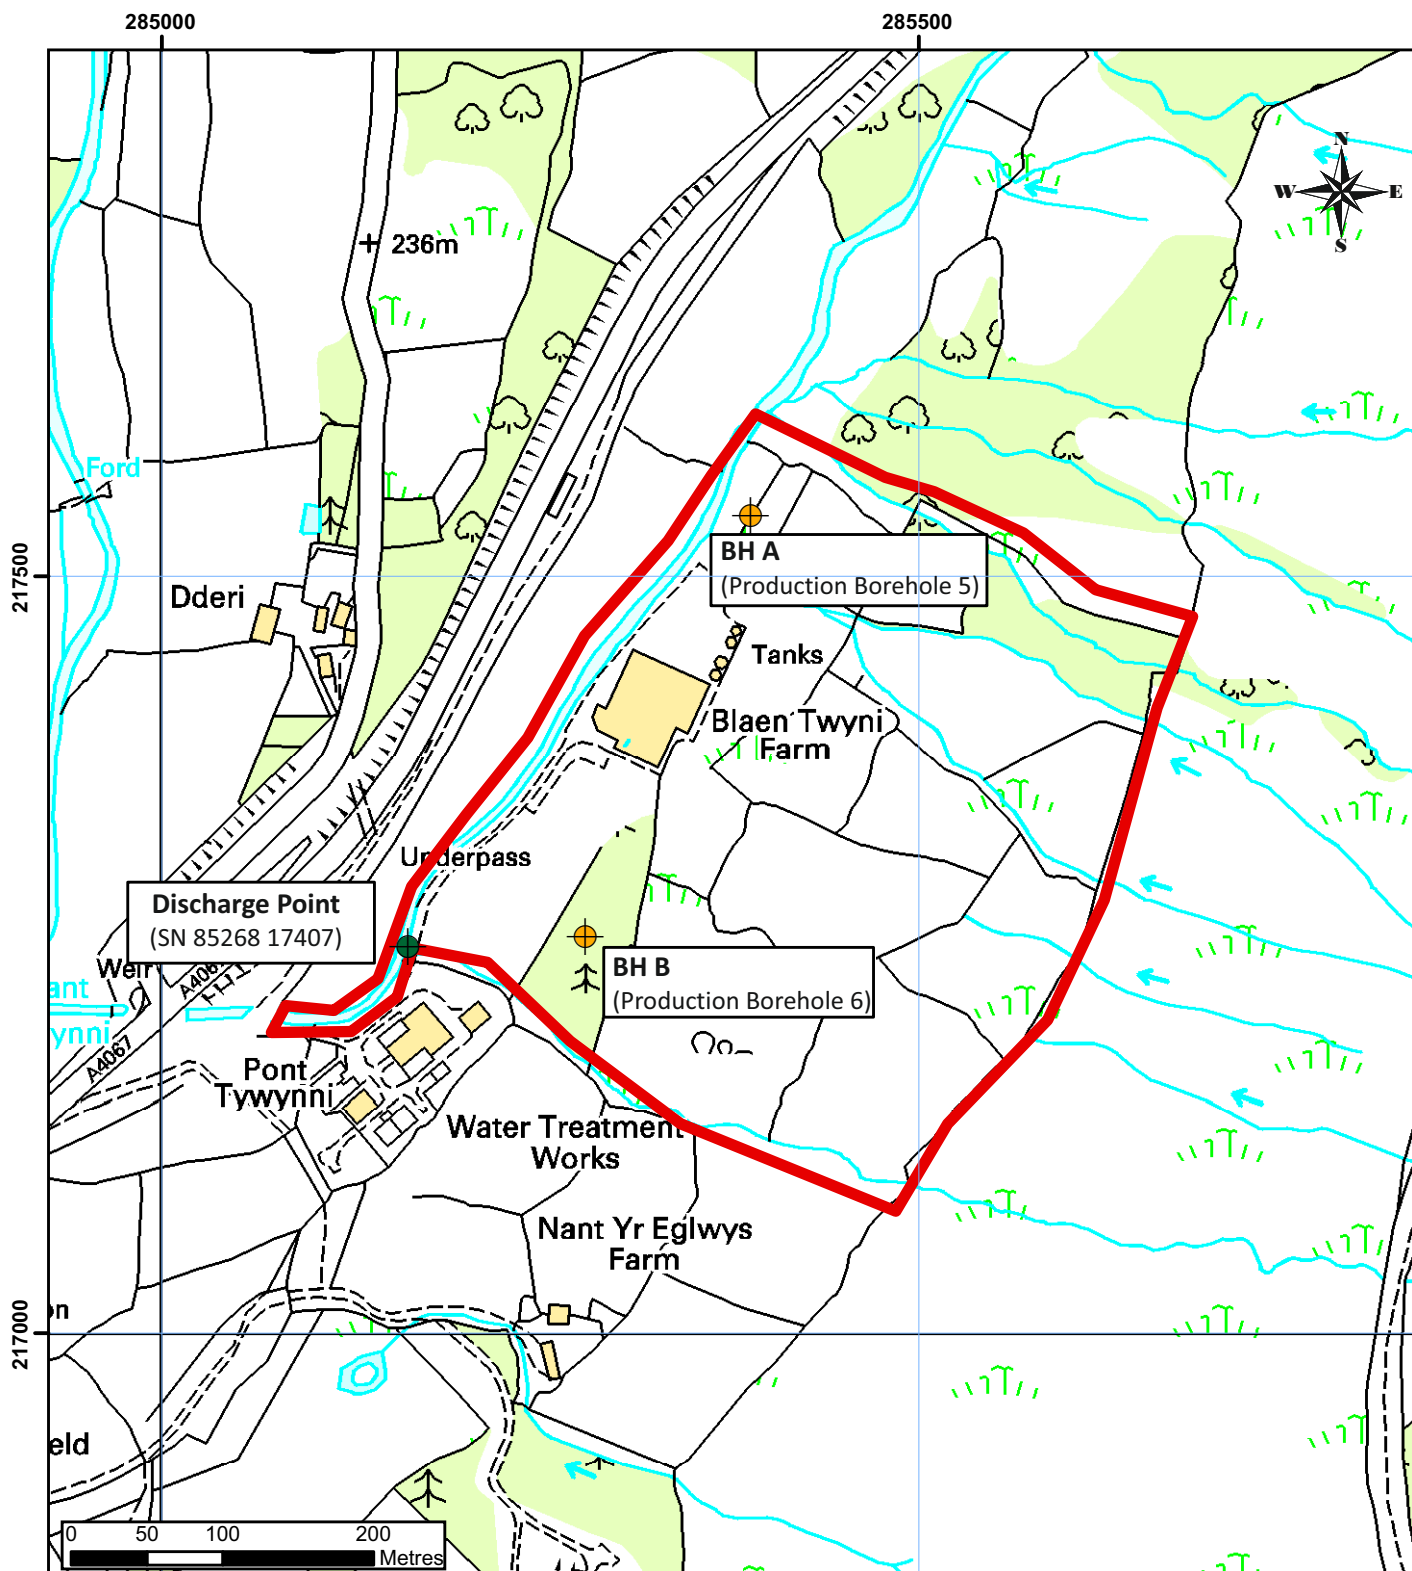 285000
285500
N
W
E
S
236m
Ford
BH A
(Production Borehole 5)
217500
Dderi
Tanks
Blaen Twyni
Farm
Underpass
Discharge Point
(SN 85268 17407)
BH B
(Production Borehole 6)
Weir
A406
ant
ynni
A4067
Pont
Tywynni
Water Treatment
Works
Nant Yr Eglwys
Farm
on
217000
eld
0 50 100 200
Metres